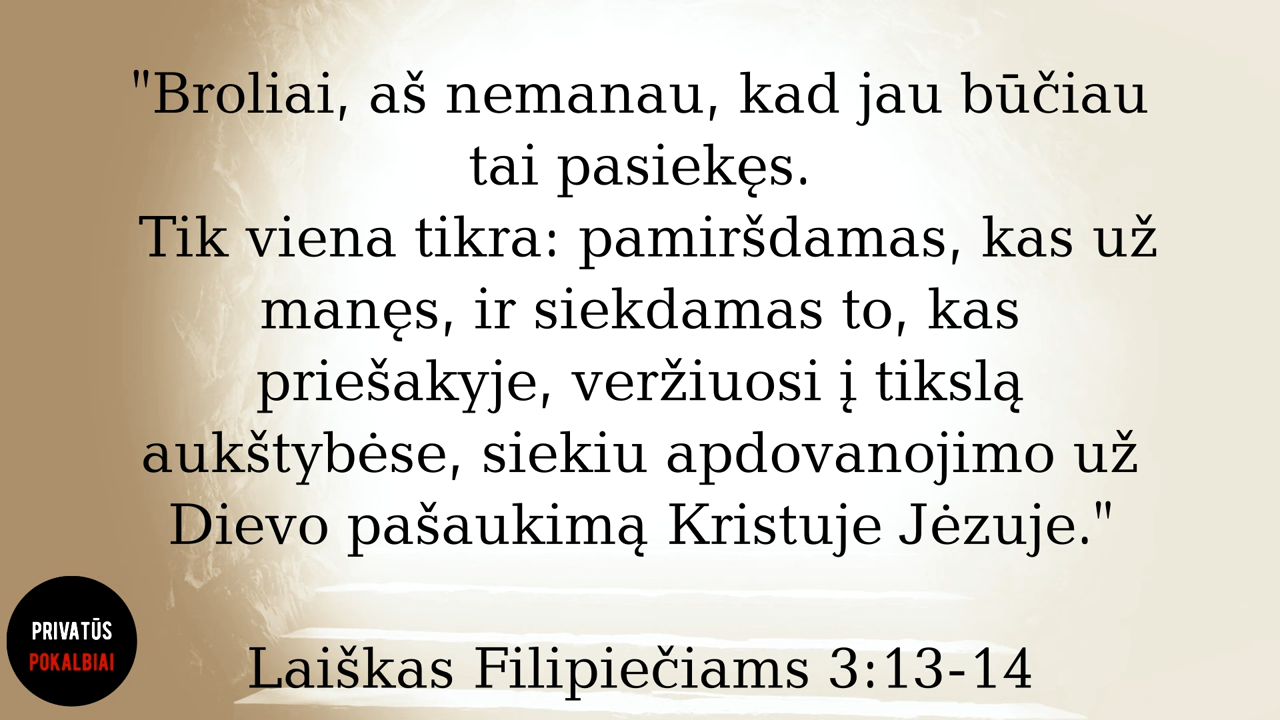 "Broliai, aš nemanau, kad jau būčiau
tai pasiekęs.
Tik viena tikra: pamiršdamas, kas už
manęs, ir siekdamas to, kas
priešakyje, veržiuosi į tikslą
aukštybėse, siekiu apdovanojimo už
Dievo pašaukimą Kristuje Jėzuje."
Laiškas Filipiečiams 3:13-14
PRIVATŪS
POKALBIAI